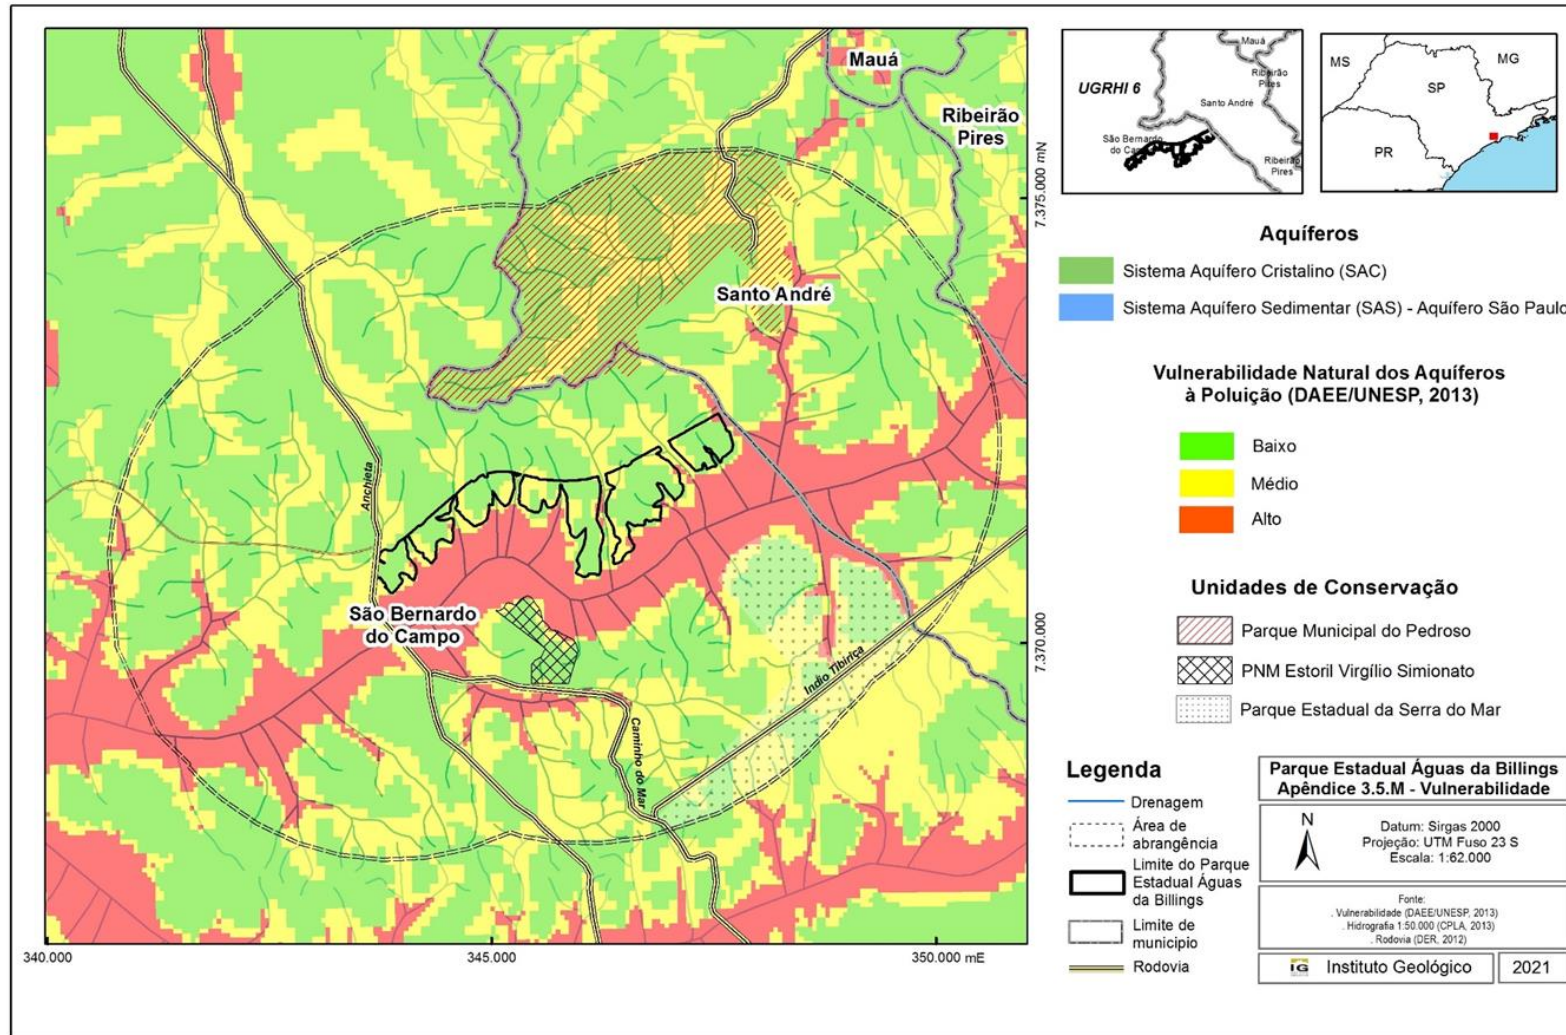 Mauá
Ribeirão
Pires
Santo André
São Bernardo
do Campo
Anchieta
Caminho do Mar
Indio Tibiriça
7.375.000 mN
7.370.000
340.000
345.000 mE
350.000 mE
UGRHI 6
Mauá
Ribeirão
Pires
Santo André
São Bernardo
do Cam
Ribeirão
Pires
MS
MG
SP
PR
Aquíferos
Sistema Aquífero Cristalino (SAC)
Sistema Aquífero Sedimentar (SAS) - Aquífero São Paulo
Vulnerabilidade Natural dos Aquíferos
à Poluição (DAEE/UNESP, 2013)
Baixo
Médio
Alto
Unidades de Conservação
Parque Municipal do Pedroso
PNM Estoril Virgílio Simionato
Parque Estadual da Serra do Mar
Legenda
Drenagem
Área de
abrangência
Limite do Parque
Estadual Águas
da Billings
Limite de
municipio
Rodovia
Parque Estadual Águas da Billings
Apêndice 3.5.M - Vulnerabilidade
N
Datum: Sirgas 2000
Projeção: UTM Fuso 23 S
Escala: 1:62.000
Fonte:
. Vulnerabilidade (DAEE/UNESP, 2013)
. Hidrografia 1:50.000 (CPLA, 2013)
. Rodovia (DER, 2012)
IG
Instituto Geológico
2021